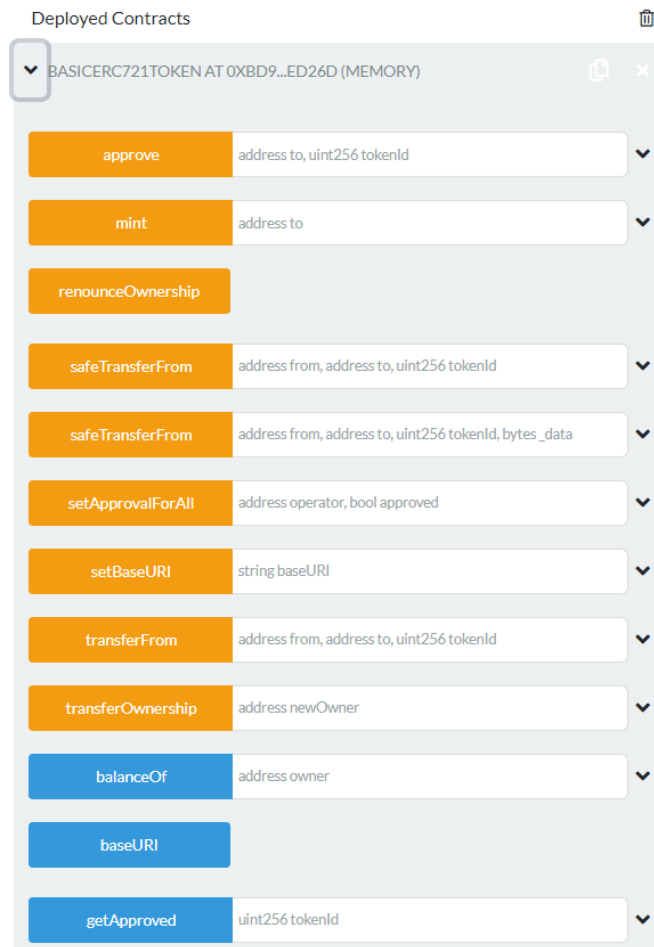 Deployed Contracts
BASICERC721TOKEN AT 0XBD9...ED26D (MEMORY)
approve address to, uint256 tokenId
mint address to
renounceOwnership
safeTransferFrom address from, address to, uint256 tokenId
safeTransferFrom address from, address to, uint256 tokenId, bytes _data
setApprovalForAll address operator, bool approved
setBaseURI string baseURI
transferFrom address from, address to, uint256 tokenId
transferOwnership address newOwner
balanceOf address owner
baseURI
getApproved uint256 tokenId